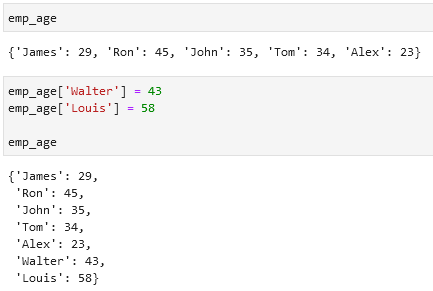 emp_age
{'James': 29, 'Ron': 45, 'John': 35, 'Tom': 34, 'Alex': 23}
emp_age['Walter'] = 43
emp_age['Louis'] = 58
emp_age
{'James': 29,
 'Ron': 45,
 'John': 35,
 'Tom': 34,
 'Alex': 23,
 'Walter': 43,
 'Louis': 58}